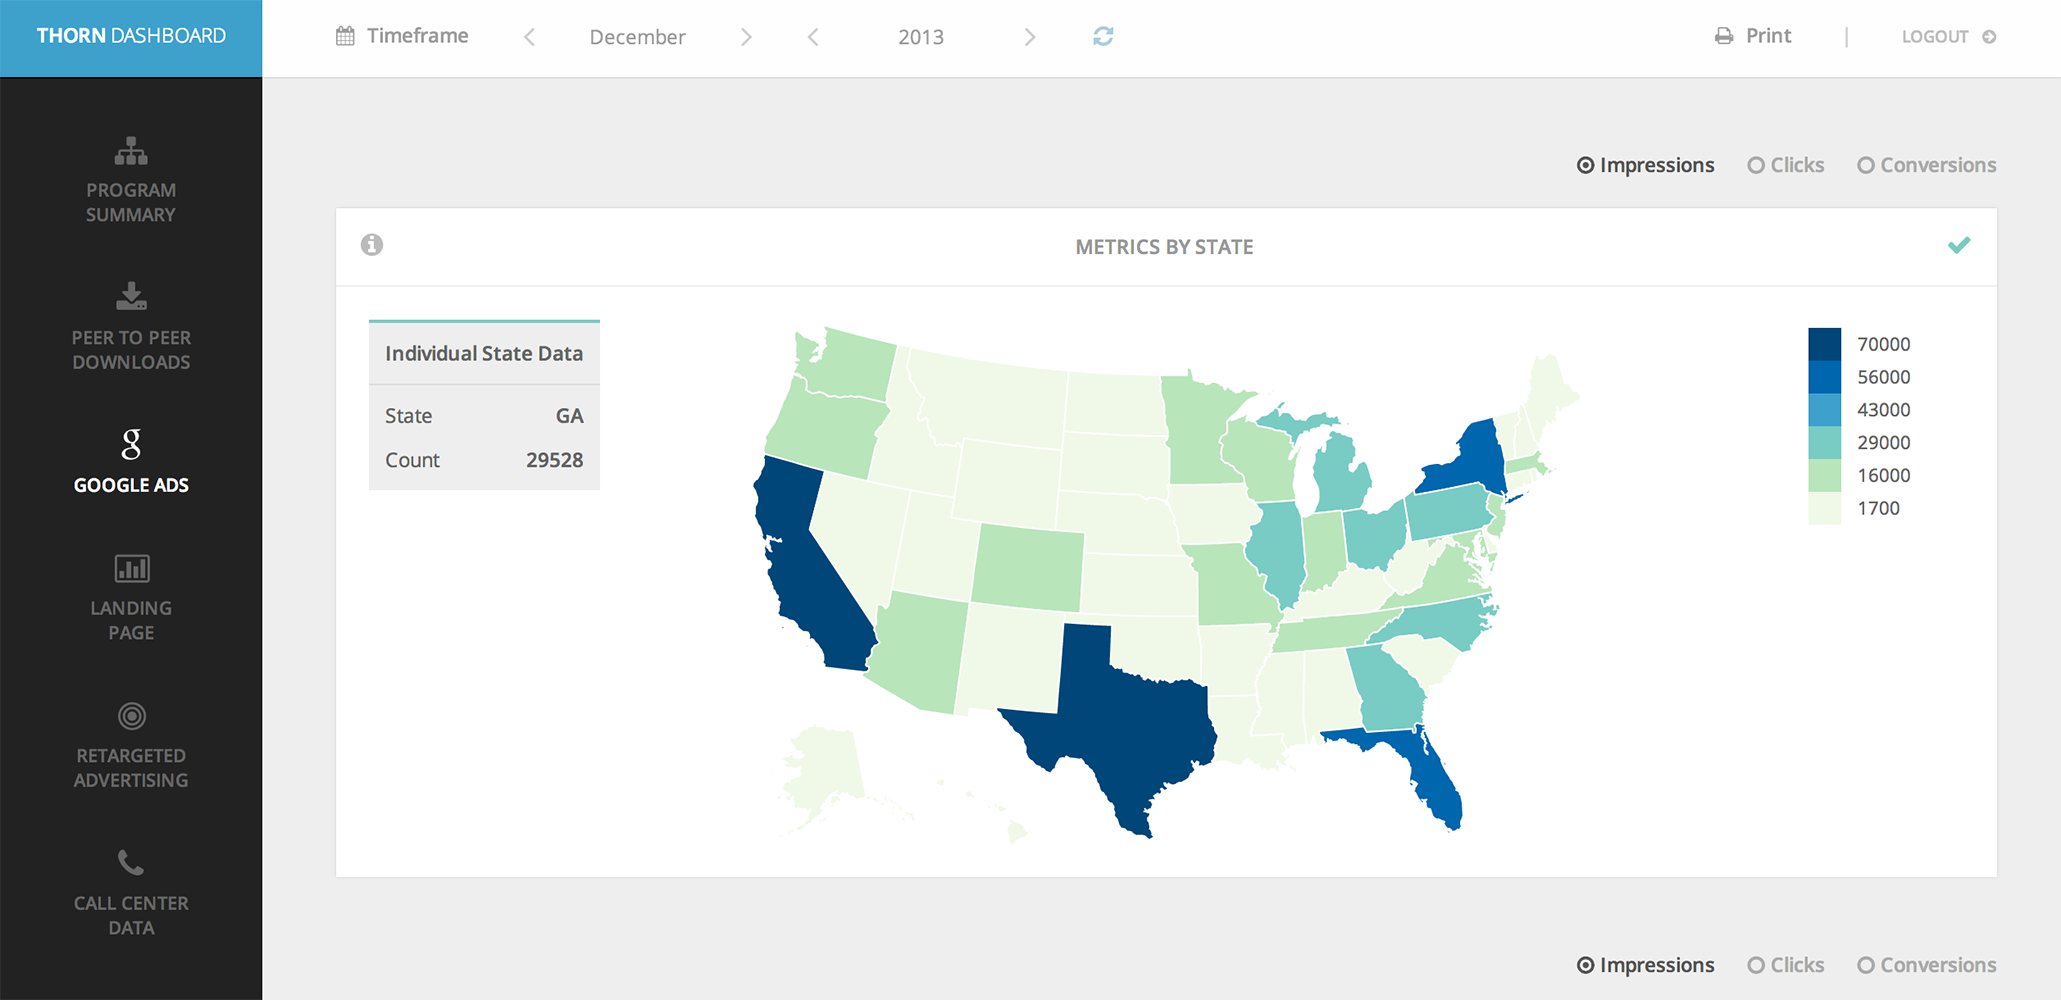 THORN DASHBOARD
Timeframe
December
2013
Print
LOGOUT
PROGRAM
SUMMARY
PEER TO PEER
DOWNLOADS
g
GOOGLE ADS
LANDING
PAGE
RETARGETED
ADVERTISING
CALL CENTER
DATA
Impressions Clicks Conversions
METRICS BY STATE
Individual State Data
State GA
Count 29528
70000
56000
43000
29000
16000
1700
Impressions Clicks Conversions